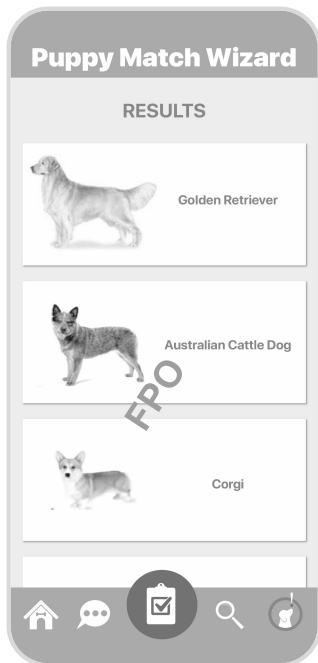 Puppy Match Wizard
RESULTS
Golden Retriever
Australian Cattle Dog
FPO
Corgi